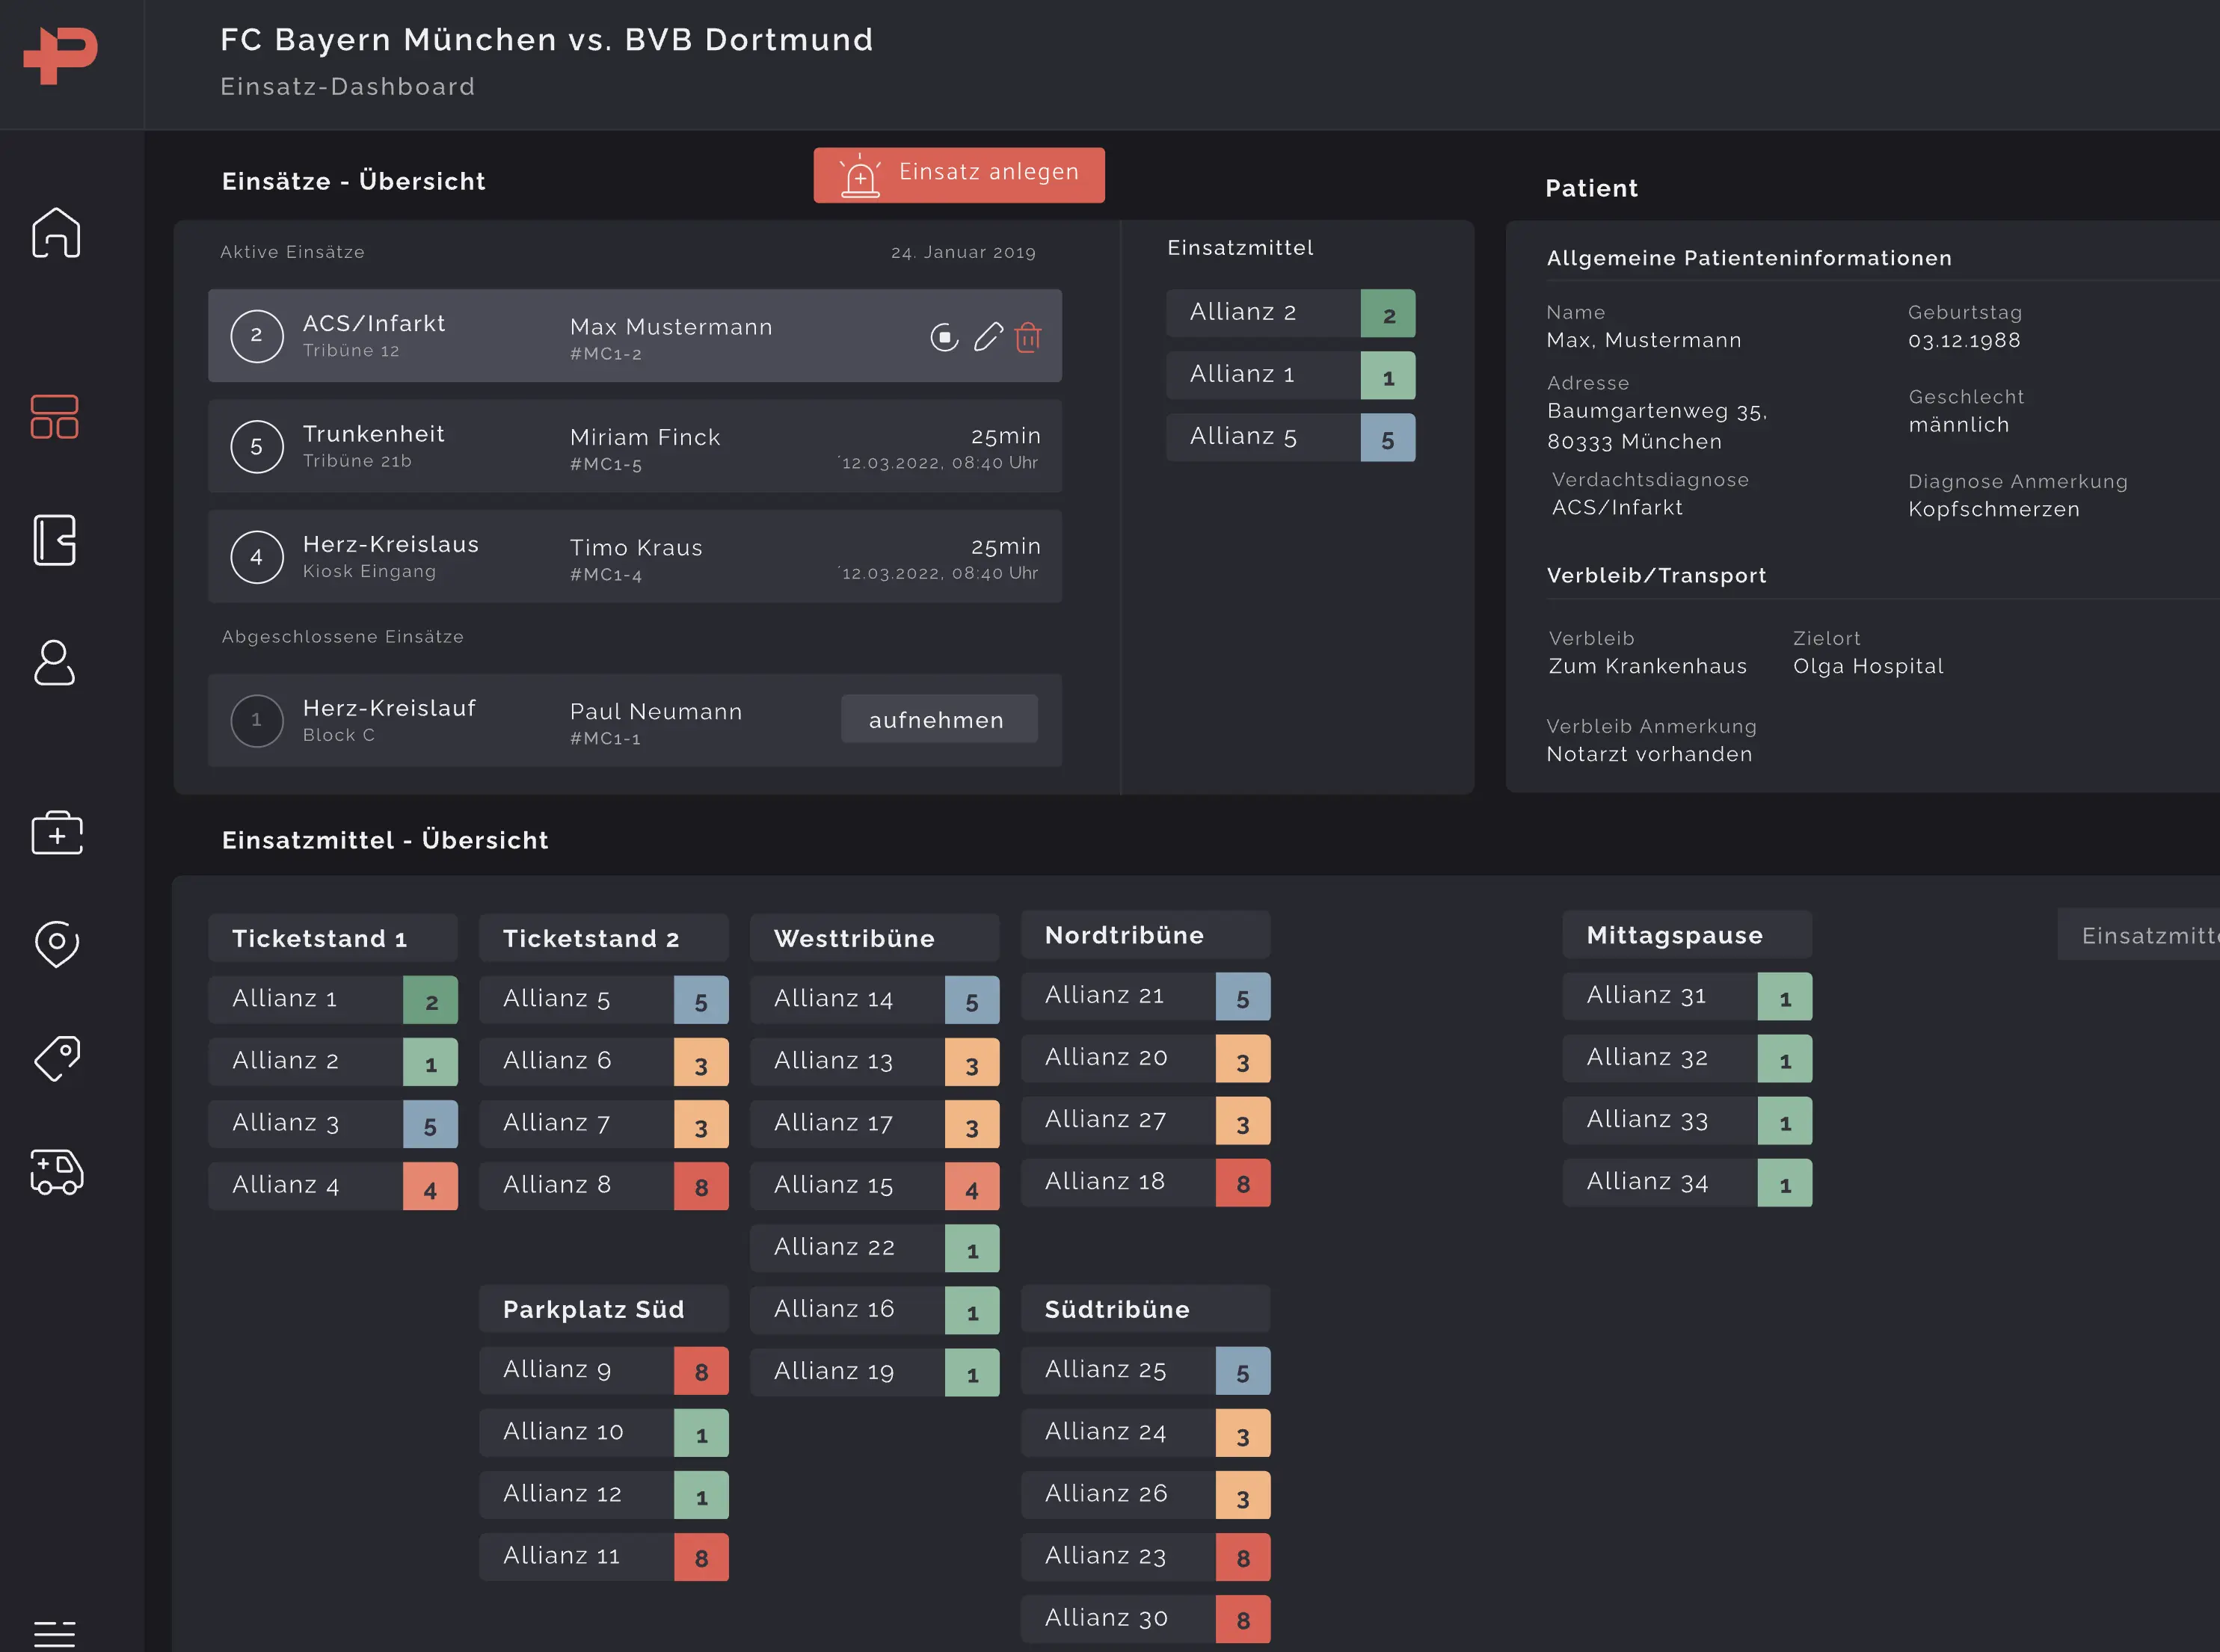 FC Bayern München vs. BVB Dortmund
Einsatz-Dashboard
Einsätze - Übersicht
Einsatz anlegen
Aktive Einsätze
24. Januar 2019
2
ACS/Infarkt
Tribüne 12
Max Mustermann
#MC1-2
5
Trunkenheit
Tribüne 21b
Miriam Finck
#MC1-5
25min
12.03.2022, 08:40 Uhr
4
Herz-Kreislaus
Kiosk Eingang
Timo Kraus
#MC1-4
25min
12.03.2022, 08:40 Uhr
Abgeschlossene Einsätze
1
Herz-Kreislauf
Block C
Paul Neumann
#MC1-1
aufnehmen
Einsatzmittel
Allianz 2 2
Allianz 1 1
Allianz 5 5
Patient
Allgemeine Patienteninformationen
Name
Max, Mustermann
Geburtstag
03.12.1988
Adresse
Baumgartenweg 35,
80333 München
Geschlecht
männlich
Verdachtsdiagnose
ACS/Infarkt
Diagnose Anmerkung
Kopfschmerzen
Verbleib/Transport
Verbleib
Zum Krankenhaus
Zielort
Olga Hospital
Verbleib Anmerkung
Notarzt vorhanden
Einsatzmittel - Übersicht
Ticketstand 1
Allianz 1 2
Allianz 2 1
Allianz 3 5
Allianz 4 4
Ticketstand 2
Allianz 5 5
Allianz 6 3
Allianz 7 3
Allianz 8 8
Parkplatz Süd
Allianz 9 8
Allianz 10 1
Allianz 12 1
Allianz 11 8
Westtribüne
Allianz 14 5
Allianz 13 3
Allianz 17 3
Allianz 15 4
Allianz 22 1
Allianz 16 1
Allianz 19 1
Nordtribüne
Allianz 21 5
Allianz 20 3
Allianz 27 3
Allianz 18 8
Südtribüne
Allianz 25 5
Allianz 24 3
Allianz 26 3
Allianz 23 8
Allianz 30 8
Mittagspause
Allianz 31 1
Allianz 32 1
Allianz 33 1
Allianz 34 1